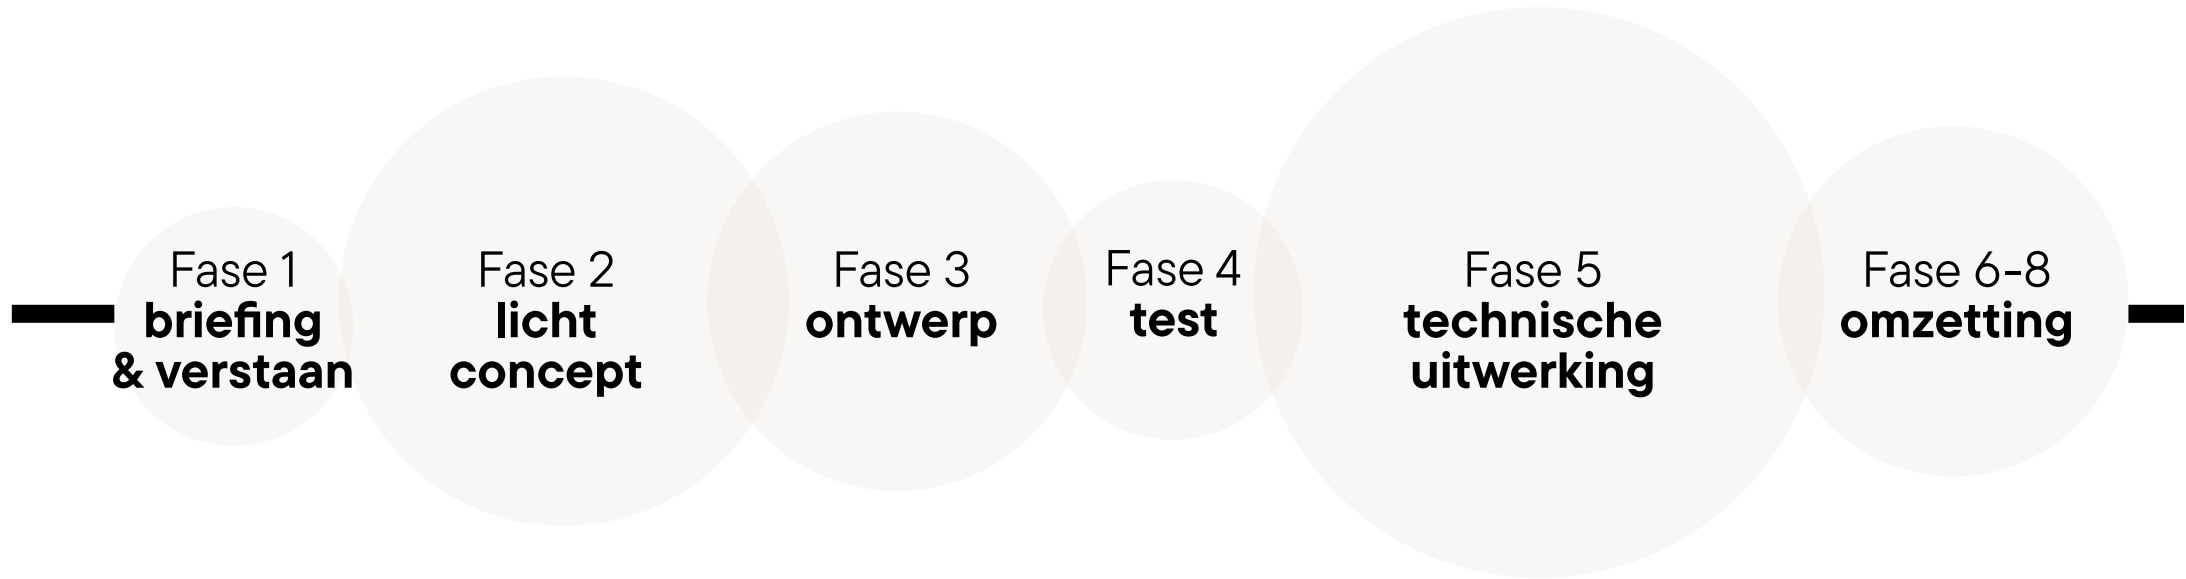 Fase 1
briefing
& verstaan
Fase 2
licht
concept
Fase 3
ontwerp
Fase 4
test
Fase 5
technische
uitwerking
Fase 6-8
omzetting